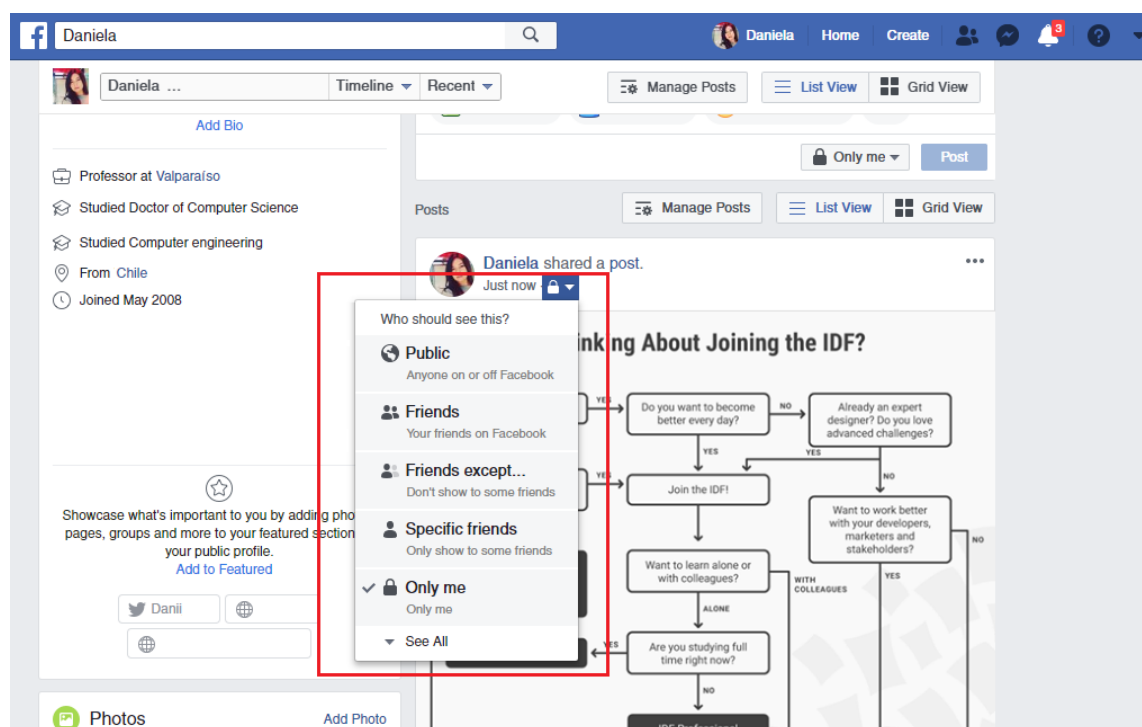 f
Daniela
Daniela
Home
Create
3
?
Daniela ...
Timeline
Recent
Manage Posts
List View
Grid View
Add Bio
Only me
Post
Professor at Valparaíso
Studied Doctor of Computer Science
Studied Computer engineering
From Chile
Joined May 2008
Posts
Manage Posts
List View
Grid View
Daniela shared a post.
Just now
Who should see this?
Public
Anyone on or off Facebook
Friends
Your friends on Facebook
Friends except...
Don't show to some friends
Specific friends
Only show to some friends
Only me
Only me
See All
ng About Joining the IDF?
YES
Do you want to become
better every day?
NO
Already an expert
designer? Do you love
advanced challenges?
YES
YES
YES
Join the IDF!
NO
Want to work better
with your developers,
marketers and
stakeholders?
NO
Want to learn alone or
with colleagues?
WITH
COLLEAGUES
YES
ALONE
YES
Are you studying full
time right now?
NO
IDF Professional
Showcase what's important to you by adding
pages, groups and more to your featured section
your public profile.
Add to Featured
Danii
Photos
Add Photo